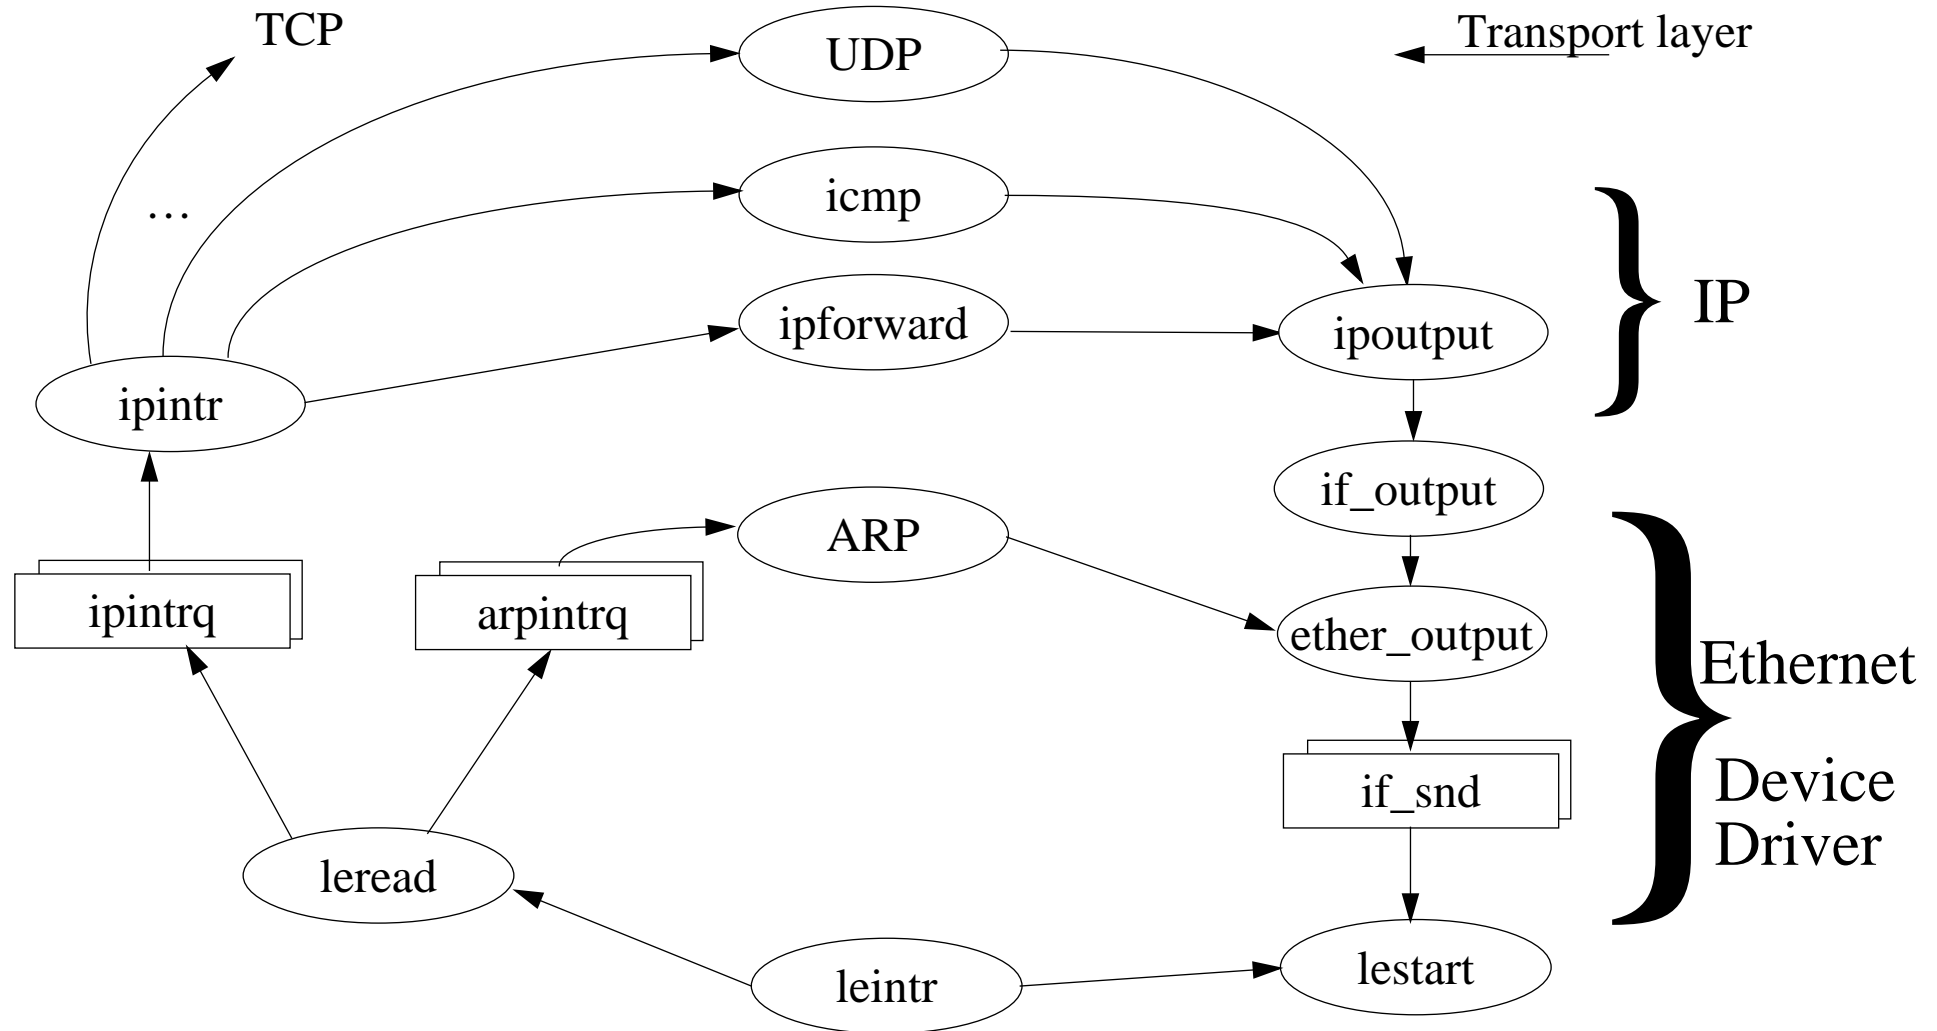 TCP
UDP
Transport layer
…
icmp
IP
ipforward
ipoutput
ipintr
if_output
ARP
ipintrq
arpintrq
ether_output
Ethernet
if_snd
Device
Driver
leread
lestart
leintr